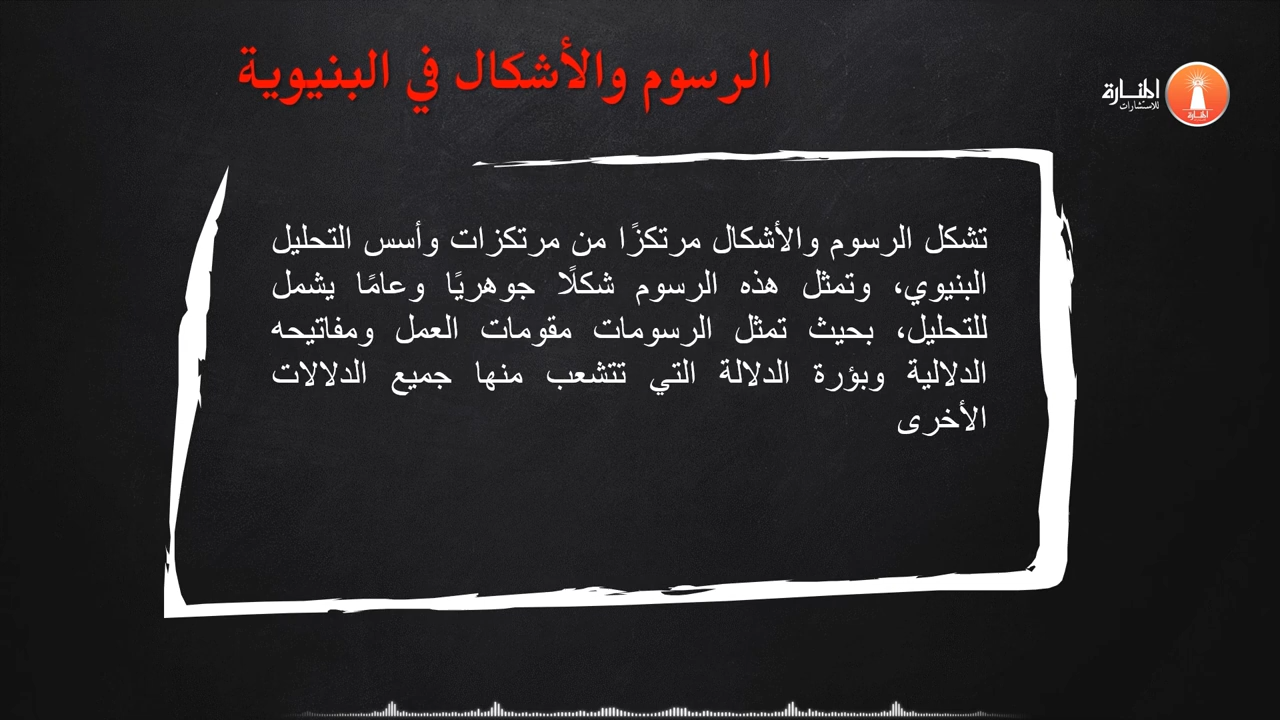 الرسوم والأشكال في البنيوية
المنارة
للاستشارات
المنارة
تشكل الرسوم والأشكال مرتكزًا من مرتكزات وأسس التحليل
البنيوي، وتمثل هذه الرسوم شكلًا جوهريًا وعامًا يشمل
للتحليل، بحيث تمثل الرسومات مقومات العمل ومفاتيحه
الدلالية وبؤرة الدلالة التي تتشعب منها جميع الدلالات
الأخرى